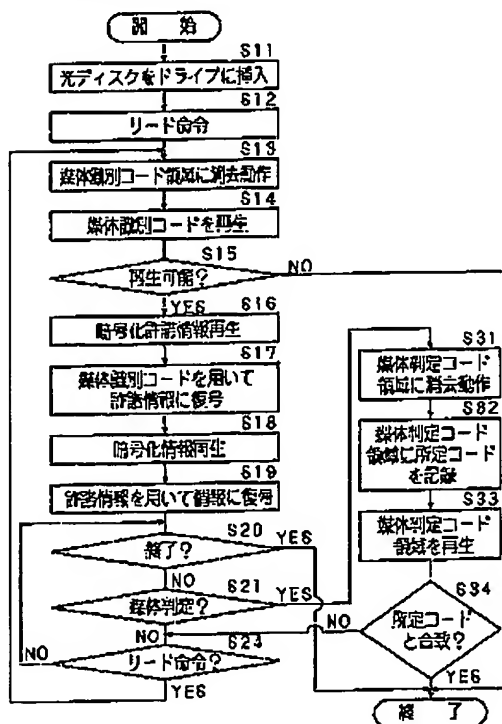 開 始
S11
光ディスクをドライブに挿入
S12
リード命令
S13
媒体識別コード領域に消去動作
S14
媒体識別コードを再生
S15
再生可能?
NO
YES
S16
暗号化許諾情報再生
S17
媒体識別コードを用いて
許諾情報に復号
S18
暗号化情報再生
S19
許諾情報を用いて情報に復号
S20
終了?
YES
NO
S21
媒体判定?
YES
NO
S23
リード命令?
NO
YES
S31
媒体判定コード
領域に消去動作
S32
媒体判定コード
領域に所定コード
を記録
S33
媒体判定コード
領域を再生
S34
所定コード
と合致?
NO
YES
終 了